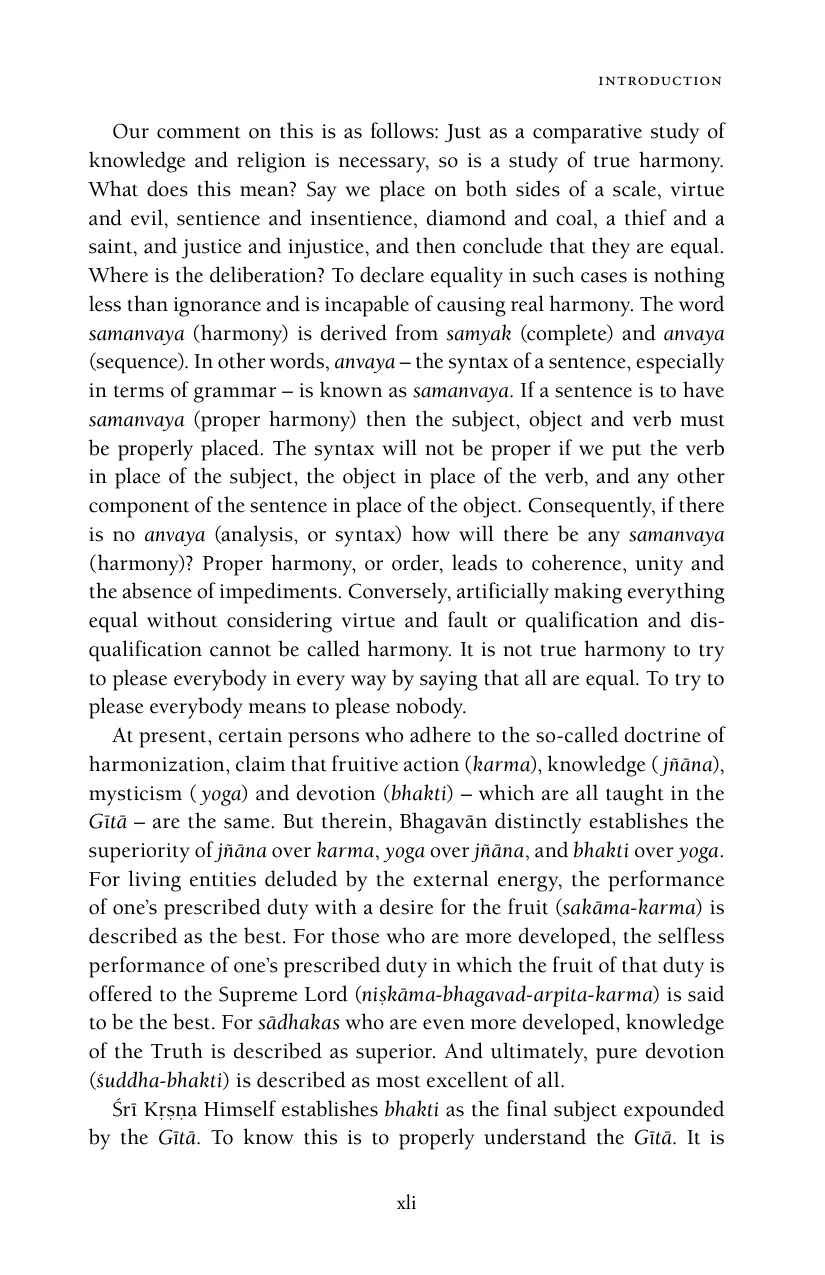 INTRODUCTION
Our comment on this is as follows: Just as a comparative study of
knowledge and religion is necessary, so is a study of true harmony.
What does this mean? Say we place on both sides of a scale, virtue
and evil, sentience and insentience, diamond and coal, a thief and a
saint, and justice and injustice, and then conclude that they are equal.
Where is the deliberation? To declare equality in such cases is nothing
less than ignorance and is incapable of causing real harmony. The word
samanvaya (harmony) is derived from samyak (complete) and anvaya
(sequence). In other words, anvaya – the syntax of a sentence, especially
in terms of grammar – is known as samanvaya. If a sentence is to have
samanvaya (proper harmony) then the subject, object and verb must
be properly placed. The syntax will not be proper if we put the verb
in place of the subject, the object in place of the verb, and any other
component of the sentence in place of the object. Consequently, if there
is no anvaya (analysis, or syntax) how will there be any samanvaya
(harmony)? Proper harmony, or order, leads to coherence, unity and
the absence of impediments. Conversely, artificially making everything
equal without considering virtue and fault or qualification and dis-
qualification cannot be called harmony. It is not true harmony to try
to please everybody in every way by saying that all are equal. To try to
please everybody means to please nobody.
At present, certain persons who adhere to the so-called doctrine of
harmonization, claim that fruitive action (karma), knowledge ( jñāna),
mysticism ( yoga) and devotion (bhakti) – which are all taught in the
Gītā – are the same. But therein, Bhagavān distinctly establishes the
superiority of jñāna over karma, yoga over jñāna, and bhakti over yoga.
For living entities deluded by the external energy, the performance
of one's prescribed duty with a desire for the fruit (sakāma-karma) is
described as the best. For those who are more developed, the selfless
performance of one's prescribed duty in which the fruit of that duty is
offered to the Supreme Lord (niṣkāma-bhagavad-arpita-karma) is said
to be the best. For sādhakas who are even more developed, knowledge
of the Truth is described as superior. And ultimately, pure devotion
(śuddha-bhakti) is described as most excellent of all.
Śrī Kṛṣṇa Himself establishes bhakti as the final subject expounded
by the Gītā. To know this is to properly understand the Gītā. It is
xli